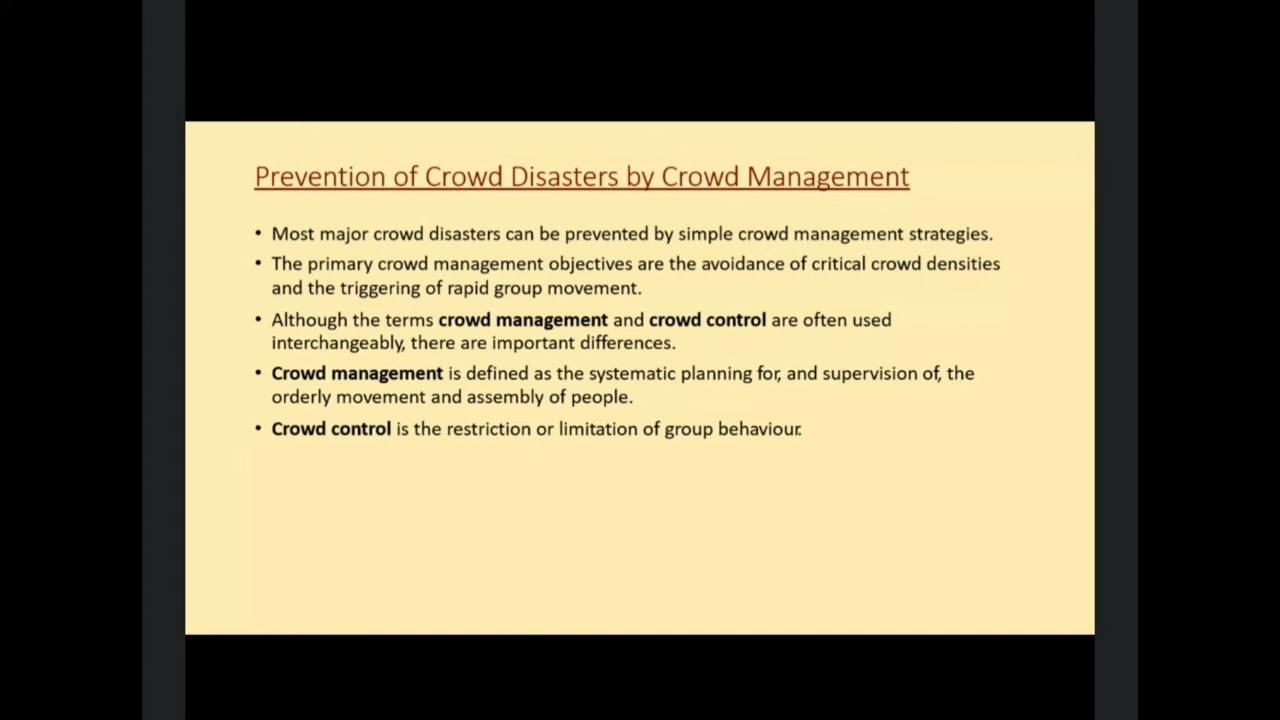 Prevention of Crowd Disasters by Crowd Management
• Most major crowd disasters can be prevented by simple crowd management strategies.
• The primary crowd management objectives are the avoidance of critical crowd densities
and the triggering of rapid group movement.
• Although the terms crowd management and crowd control are often used
interchangeably, there are important differences.
• Crowd management is defined as the systematic planning for, and supervision of, the
orderly movement and assembly of people.
• Crowd control is the restriction or limitation of group behaviour.